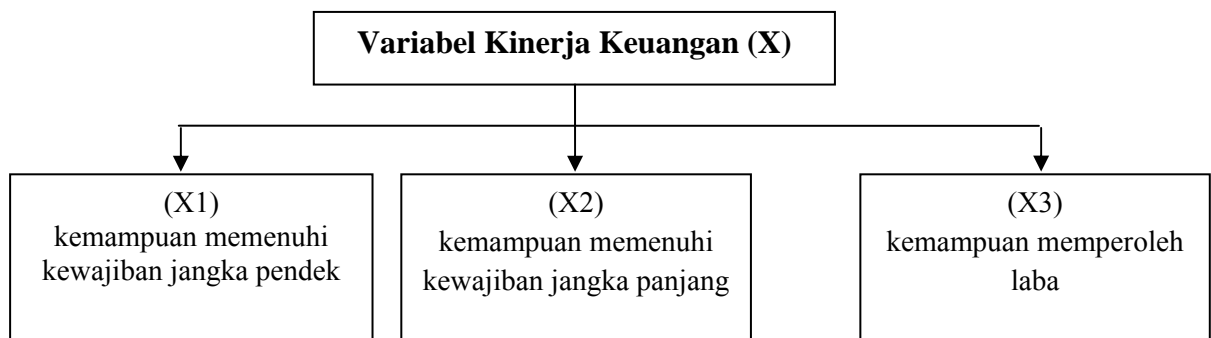 Variabel Kinerja Keuangan (X)
(X1)
kemampuan memenuhi
kewajiban jangka pendek
(X2)
kemampuan memenuhi
kewajiban jangka panjang
(X3)
kemampuan memperoleh
laba